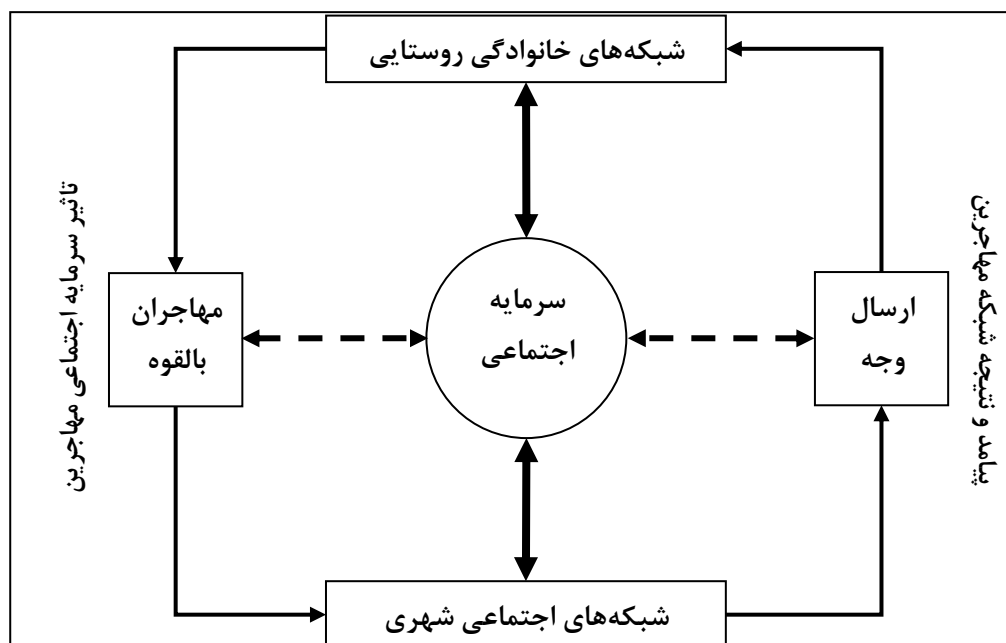 شبکه‌های خانوادگی روستایی
پیامد و نتیجه شبکه مهاجرین
ارسال
وجه
سرمایه
اجتماعی
مهاجران
بالقوه
تاثیر سرمایه اجتماعی مهاجرین
شبکه‌های اجتماعی شهری